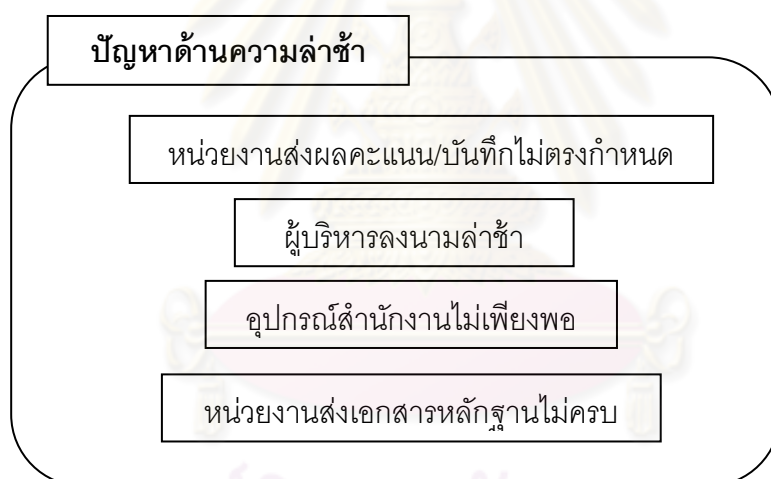 ปัญหาด้านความล่าช้า
หน่วยงานส่งผลคะแนน/บันทึกไม่ตรงกำหนด
ผู้บริหารลงนามล่าช้า
อุปกรณ์สำนักงานไม่เพียงพอ
หน่วยงานส่งเอกสารหลักฐานไม่ครบ